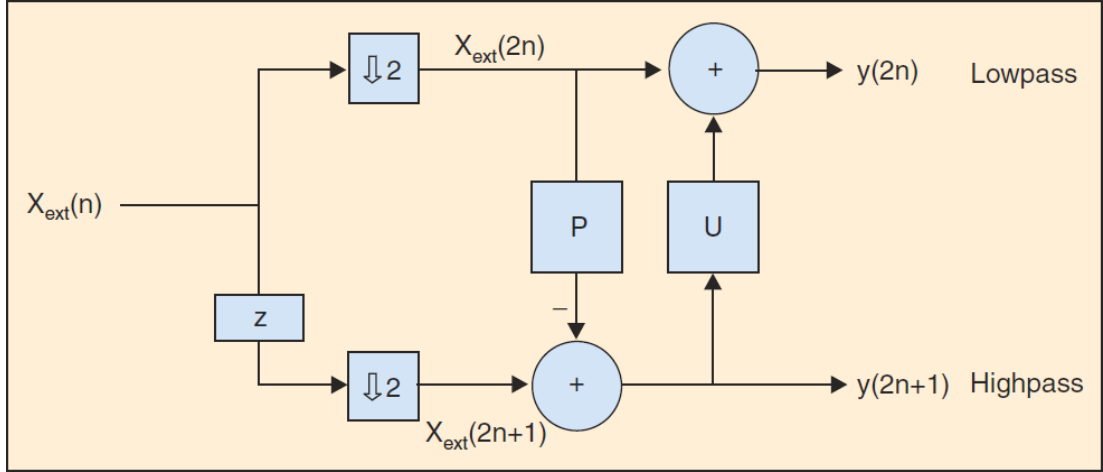 X_ext(2n)
⇩2
+
y(2n) Lowpass
X_ext(n)
P
U
−
z
⇩2
+
y(2n+1) Highpass
X_ext(2n+1)